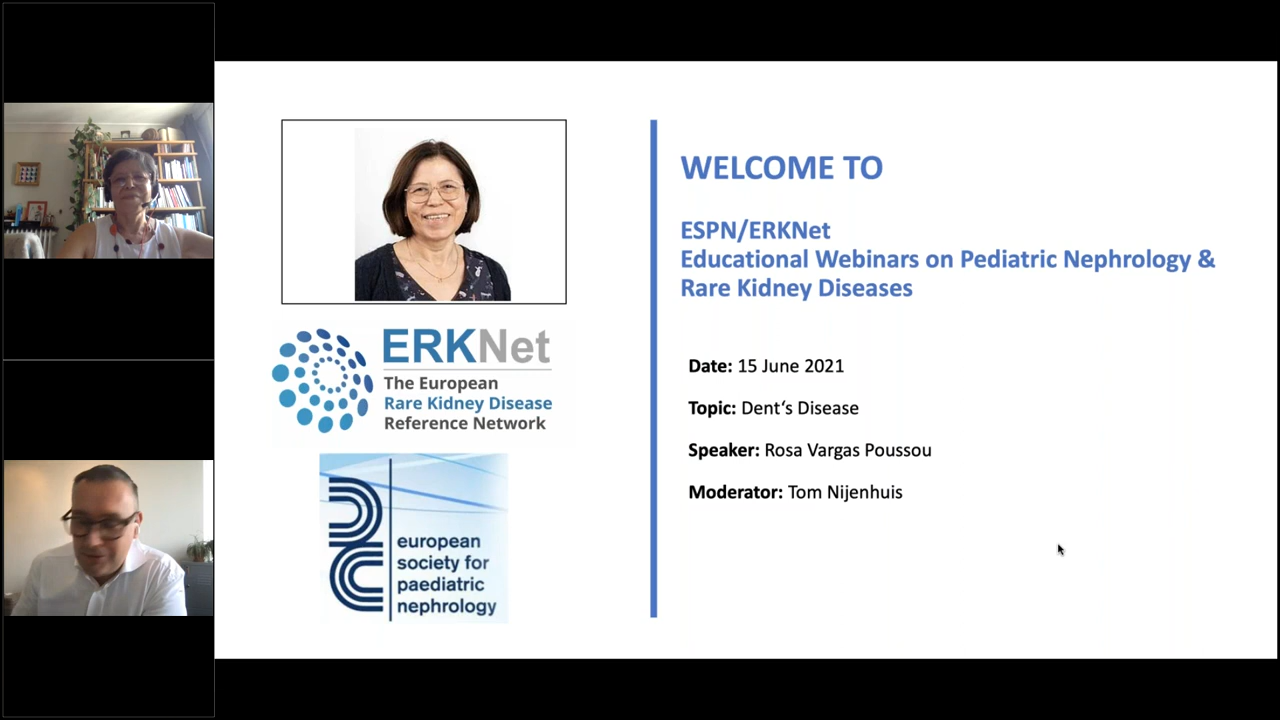 ERKNet
The European
Rare Kidney Disease
Reference Network
european
society for
paediatric
nephrology
WELCOME TO
ESPN/ERKNet
Educational Webinars on Pediatric Nephrology &
Rare Kidney Diseases
Date: 15 June 2021
Topic: Dent‘s Disease
Speaker: Rosa Vargas Poussou
Moderator: Tom Nijenhuis